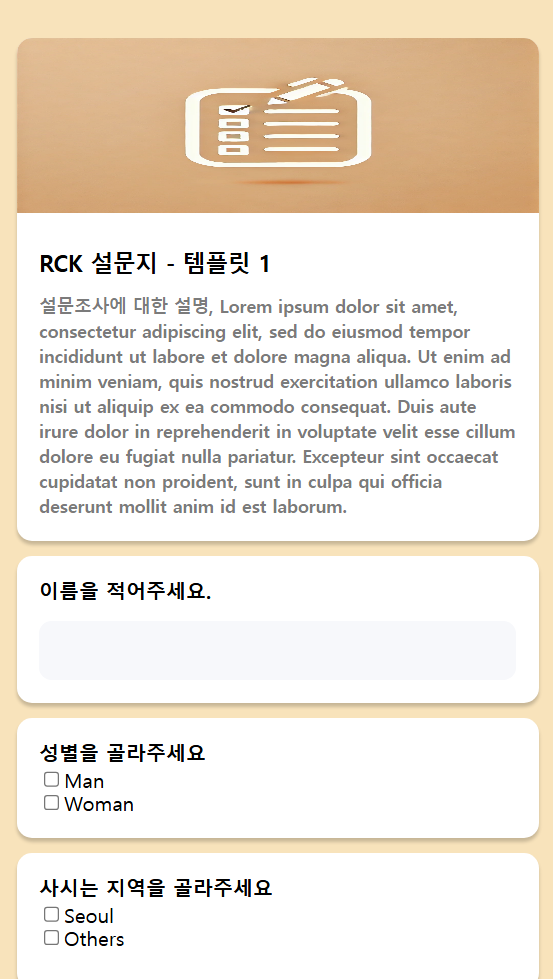 RCK 설문지 - 템플릿 1
설문조사에 대한 설명, Lorem ipsum dolor sit amet,
consectetur adipiscing elit, sed do eiusmod tempor
incididunt ut labore et dolore magna aliqua. Ut enim ad
minim veniam, quis nostrud exercitation ullamco laboris
nisi ut aliquip ex ea commodo consequat. Duis aute
irure dolor in reprehenderit in voluptate velit esse cillum
dolore eu fugiat nulla pariatur. Excepteur sint occaecat
cupidatat non proident, sunt in culpa qui officia
deserunt mollit anim id est laborum.
이름을 적어주세요.
성별을 골라주세요
Man
Woman
사시는 지역을 골라주세요
Seoul
Others